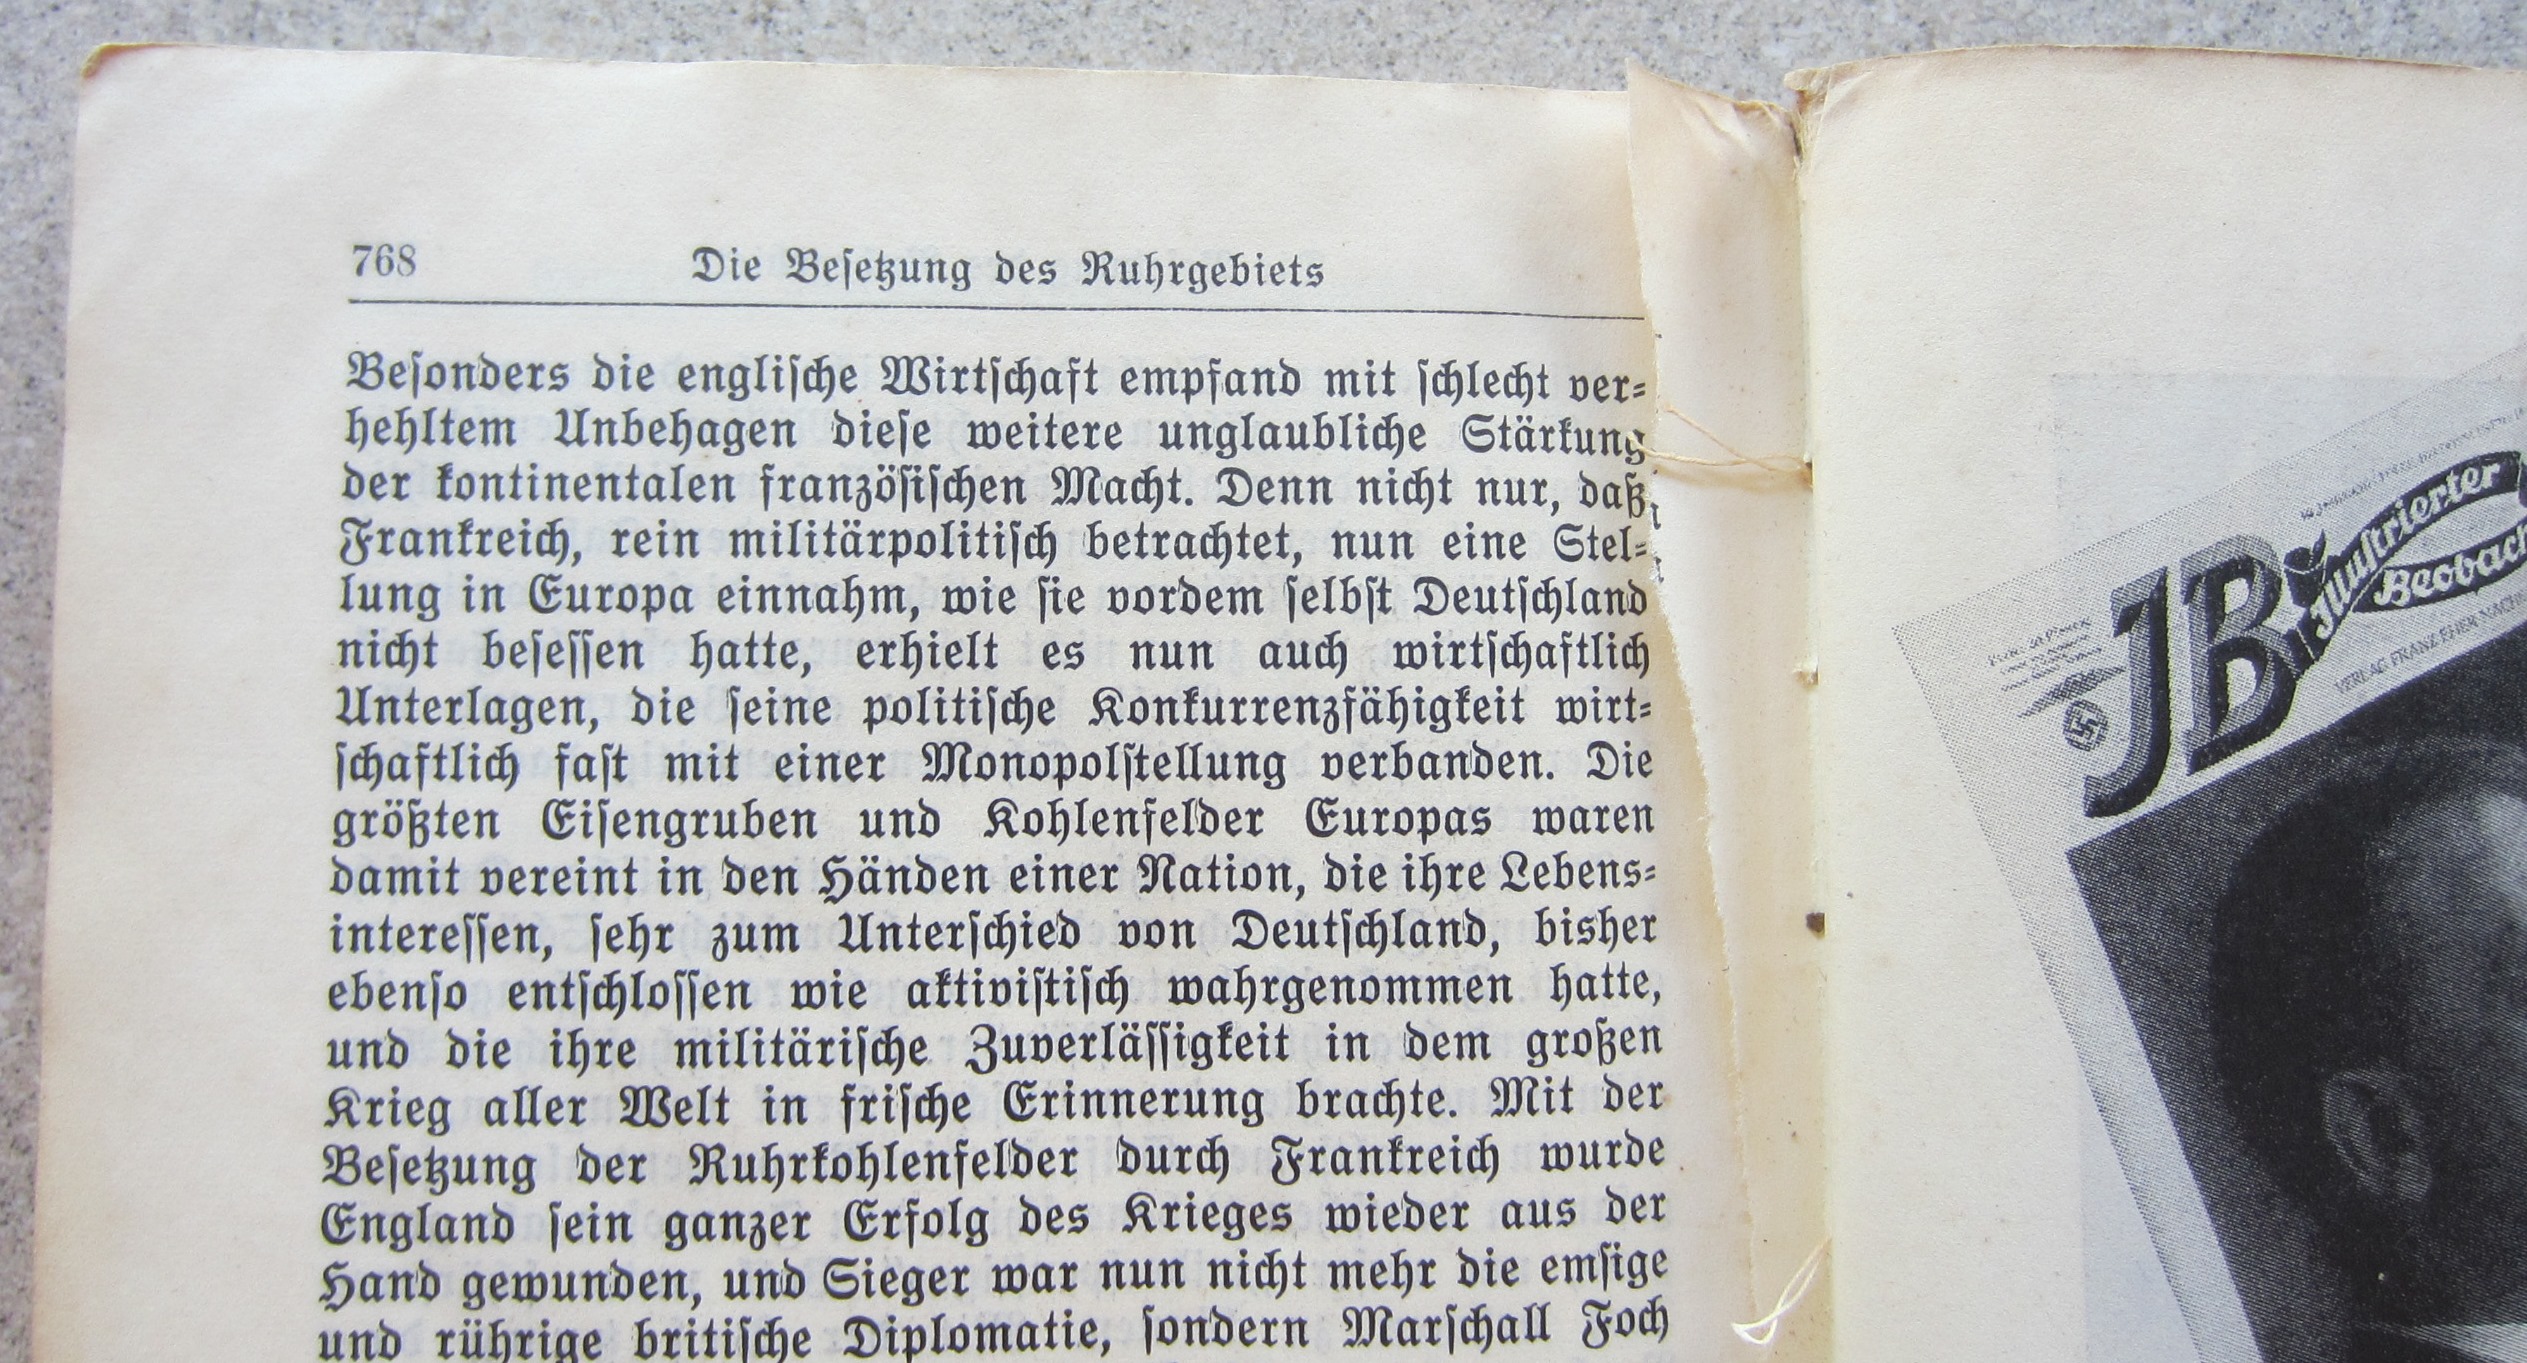 768
Die Besetzung des Ruhrgebiets
Besonders die englische Wirtschaft empfand mit schlecht ver-
hehltem Unbehagen diese weitere unglaubliche Stärkung
der kontinentalen französischen Macht. Denn nicht nur, daß
Frankreich, rein militärpolitisch betrachtet, nun eine Stel-
lung in Europa einnahm, wie sie vordem selbst Deutschland
nicht besessen hatte, erhielt es nun auch wirtschaftlich
Unterlagen, die seine politische Konkurrenzfähigkeit wirt-
schaftlich fast mit einer Monopolstellung verbanden. Die
größten Eisengruben und Kohlenfelder Europas waren
damit vereint in den Händen einer Nation, die ihre Lebens-
interessen, sehr zum Unterschied von Deutschland, bisher
ebenso entschlossen wie aktivistisch wahrgenommen hatte,
und die ihre militärische Zuverlässigkeit in dem großen
Krieg aller Welt in frische Erinnerung brachte. Mit der
Besetzung der Ruhrkohlenfelder durch Frankreich wurde
England sein ganzer Erfolg des Krieges wieder aus der
Hand gewunden, und Sieger war nun nicht mehr die emsige
und rührige britische Diplomatie, sondern Marschall Foch
JB
Illustrierter
Beobach
VERLAG FRANZ EHER NACH